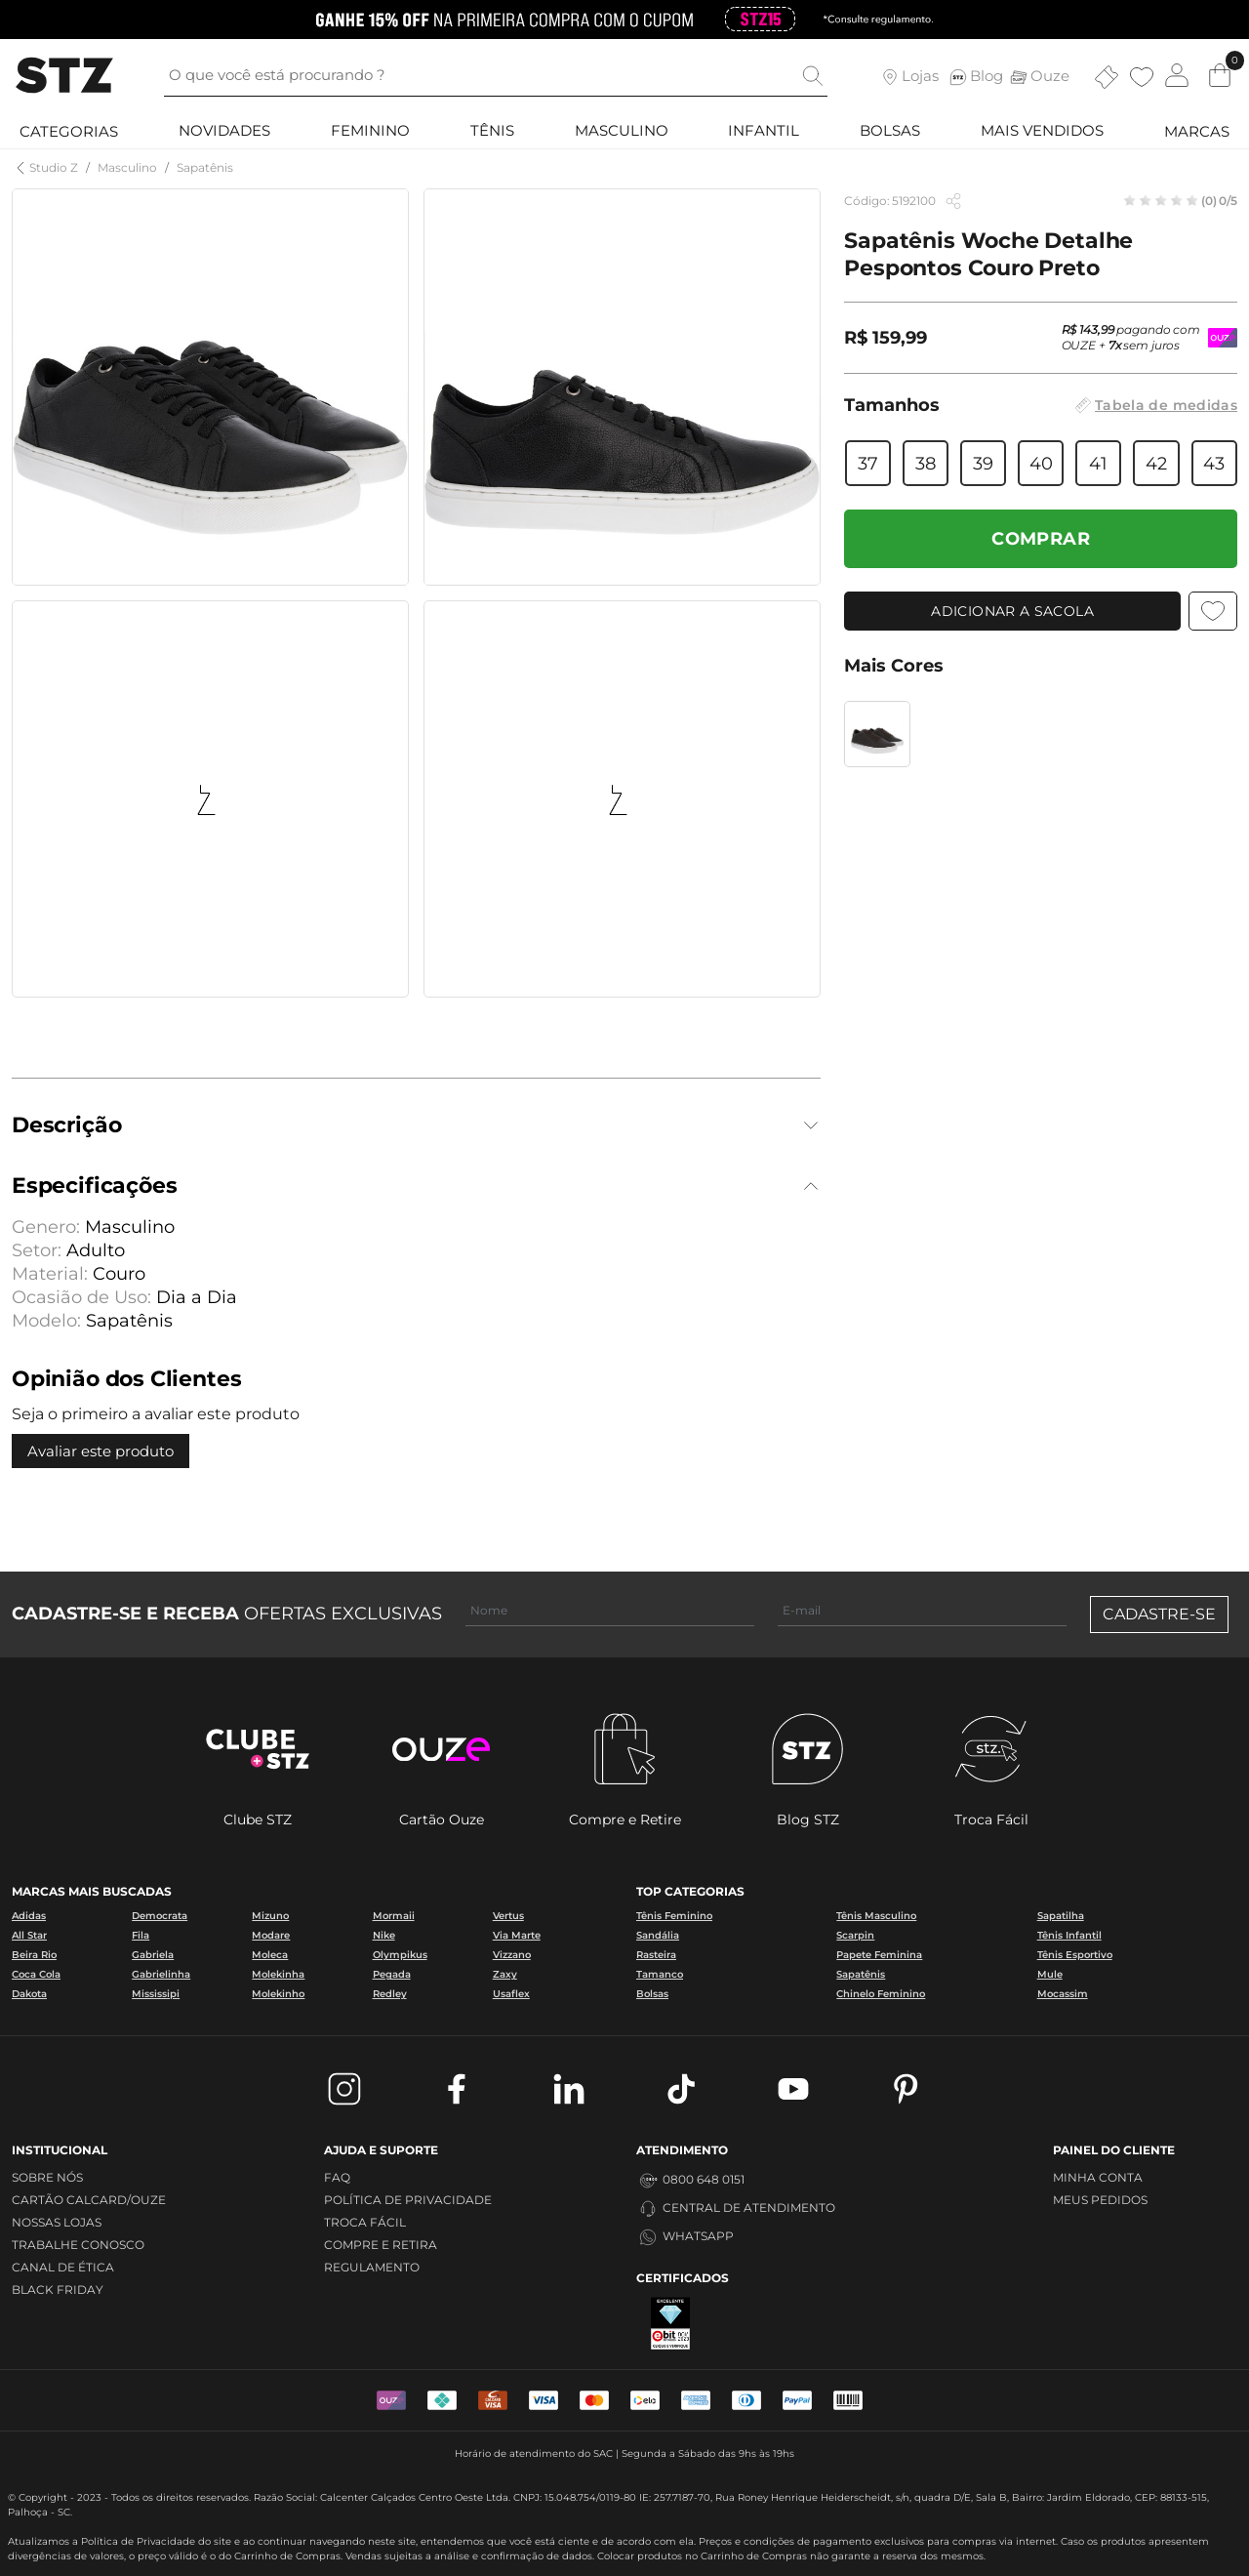 GANHE 15% OFF NA PRIMEIRA COMPRA COM O CUPOM STZ15 *Consulte regulamento.
STZ
O que você está procurando ?
Lojas
STZ
Blog
Ouze
0
CATEGORIAS
NOVIDADES
FEMININO
TÊNIS
MASCULINO
INFANTIL
BOLSAS
MAIS VENDIDOS
MARCAS
Studio Z / Masculino / Sapatênis
Código: 5192100
(0) 0/5
Sapatênis Woche Detalhe
Pespontos Couro Preto
R$ 159,99
R$ 143,99 pagando com
OUZE + 7x sem juros
OUZ
Tamanhos
Tabela de medidas
37 38 39 40 41 42 43
COMPRAR
ADICIONAR A SACOLA
Mais Cores
Descrição
Especificações
Genero: Masculino
Setor: Adulto
Material: Couro
Ocasião de Uso: Dia a Dia
Modelo: Sapatênis
Opinião dos Clientes
Seja o primeiro a avaliar este produto
Avaliar este produto
CADASTRE-SE E RECEBA OFERTAS EXCLUSIVAS
Nome
E-mail
CADASTRE-SE
CLUBE
+ STZ
ouze
STZ
stz.
Clube STZ
Cartão Ouze
Compre e Retire
Blog STZ
Troca Fácil
MARCAS MAIS BUSCADAS
Adidas Democrata Mizuno Mormaii Vertus
All Star Fila Modare Nike Via Marte
Beira Rio Gabriela Moleca Olympikus Vizzano
Coca Cola Gabrielinha Molekinha Pegada Zaxy
Dakota Mississipi Molekinho Redley Usaflex
TOP CATEGORIAS
Tênis Feminino Tênis Masculino Sapatilha
Sandália Scarpin Tênis Infantil
Rasteira Papete Feminina Tênis Esportivo
Tamanco Sapatênis Mule
Bolsas Chinelo Feminino Mocassim
INSTITUCIONAL
SOBRE NÓS
CARTÃO CALCARD/OUZE
NOSSAS LOJAS
TRABALHE CONOSCO
CANAL DE ÉTICA
BLACK FRIDAY
AJUDA E SUPORTE
FAQ
POLÍTICA DE PRIVACIDADE
TROCA FÁCIL
COMPRE E RETIRA
REGULAMENTO
ATENDIMENTO
0800 648 0151
CENTRAL DE ATENDIMENTO
WHATSAPP
CERTIFICADOS
EXCELENTE
ebit
PAINEL DO CLIENTE
MINHA CONTA
MEUS PEDIDOS
OUZ
VISA
VISA
elo
PayPal
Horário de atendimento do SAC | Segunda a Sábado das 9hs às 19hs
© Copyright - 2023 - Todos os direitos reservados. Razão Social: Calcenter Calçados Centro Oeste Ltda. CNPJ: 15.048.754/0119-80 IE: 257.7187-70, Rua Roney Henrique Heiderscheidt, s/n, quadra D/E, Sala B, Bairro: Jardim Eldorado, CEP: 88133-515,
Palhoça - SC.
Atualizamos a Política de Privacidade do site e ao continuar navegando neste site, entendemos que você está ciente e de acordo com ela. Preços e condições de pagamento exclusivos para compras via internet. Caso os produtos apresentem
divergências de valores, o preço válido é o do Carrinho de Compras. Vendas sujeitas a análise e confirmação de dados. Colocar produtos no Carrinho de Compras não garante a reserva dos mesmos.